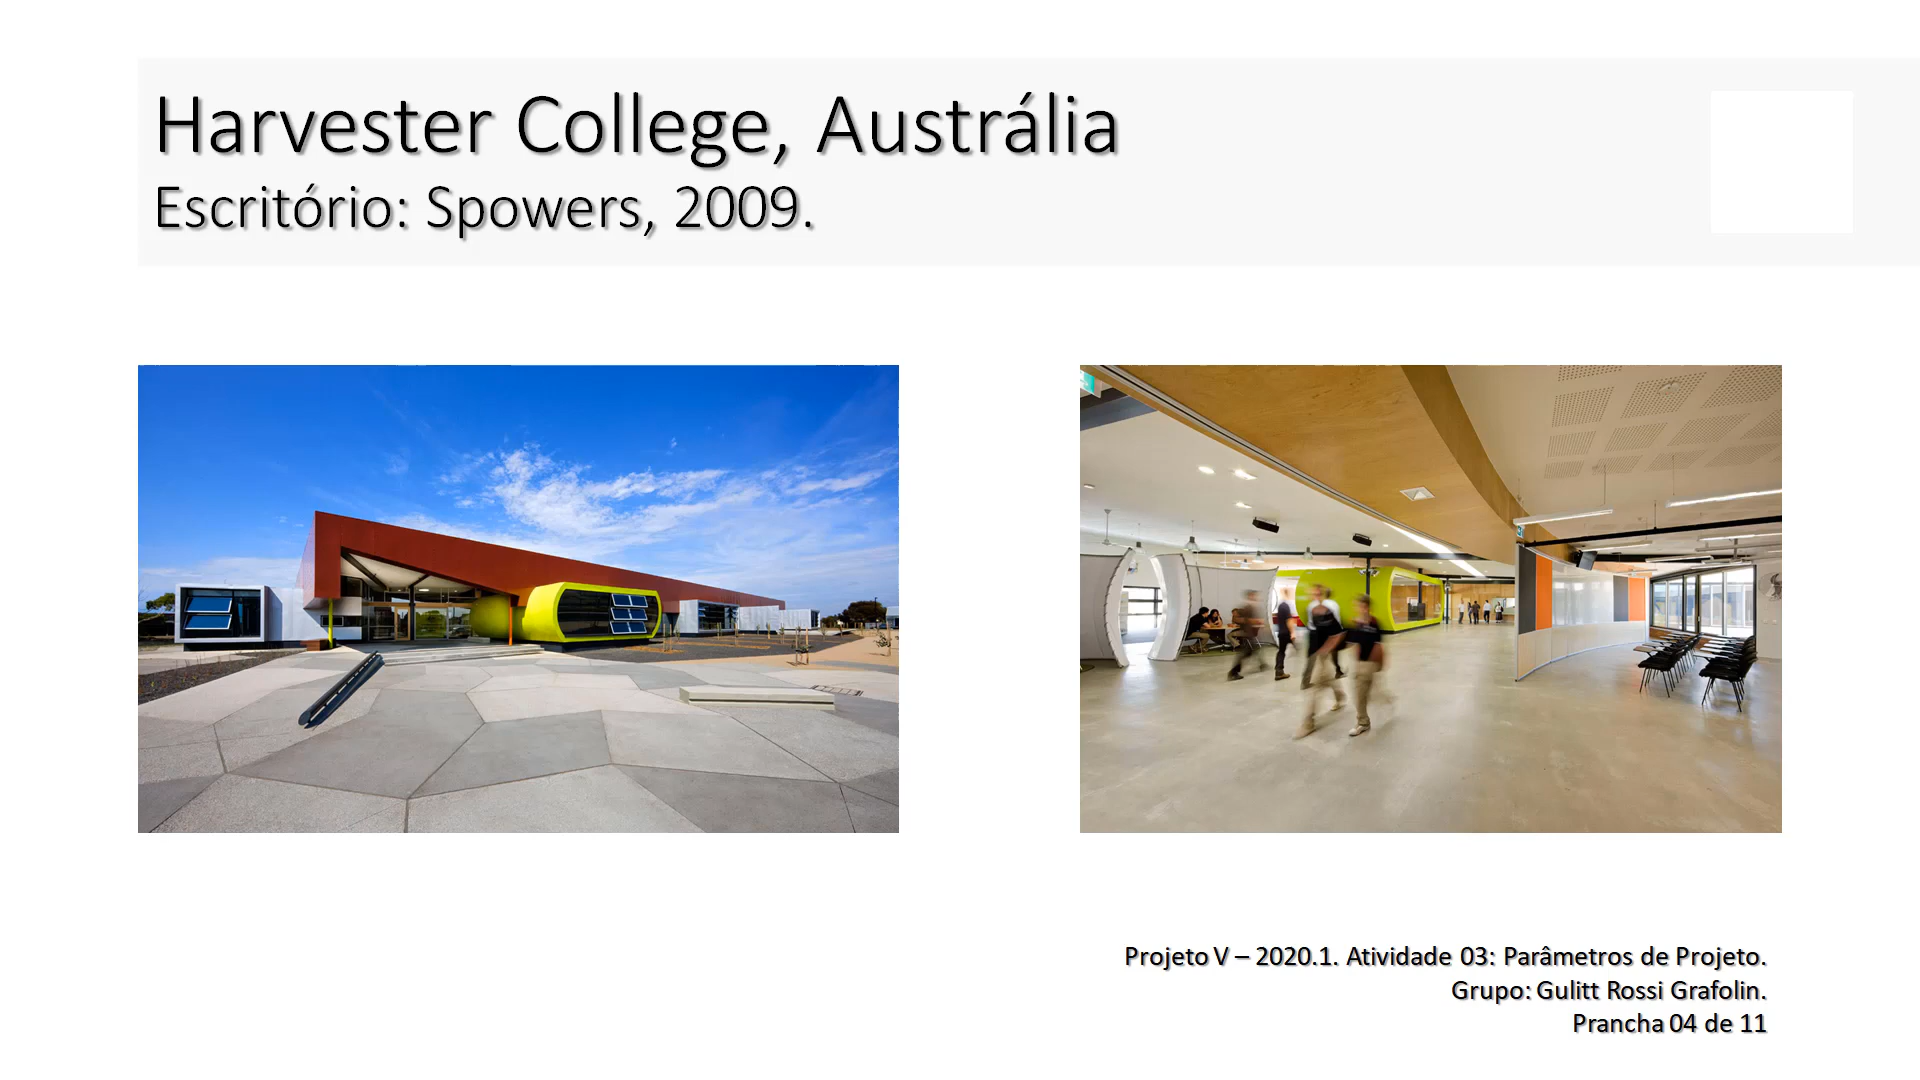 Harvester College, Austrália
Escritório: Spowers, 2009.
Projeto V – 2020.1. Atividade 03: Parâmetros de Projeto.
Grupo: Gulitt Rossi Grafolin.
Prancha 04 de 11